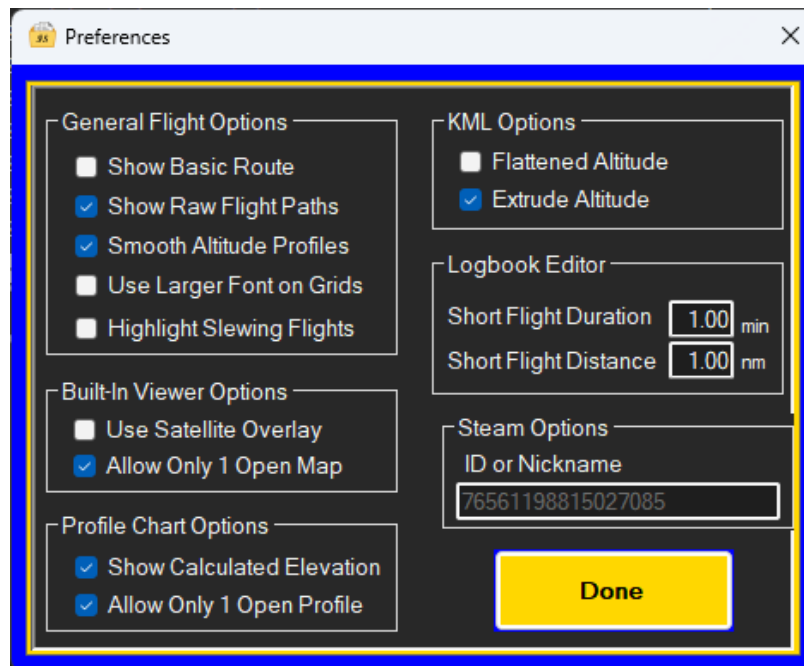 Preferences
General Flight Options
Show Basic Route
Show Raw Flight Paths
Smooth Altitude Profiles
Use Larger Font on Grids
Highlight Slewing Flights
Built-In Viewer Options
Use Satellite Overlay
Allow Only 1 Open Map
Profile Chart Options
Show Calculated Elevation
Allow Only 1 Open Profile
KML Options
Flattened Altitude
Extrude Altitude
Logbook Editor
Short Flight Duration 1.00 min
Short Flight Distance 1.00 nm
Steam Options
ID or Nickname
76561198815027085
Done